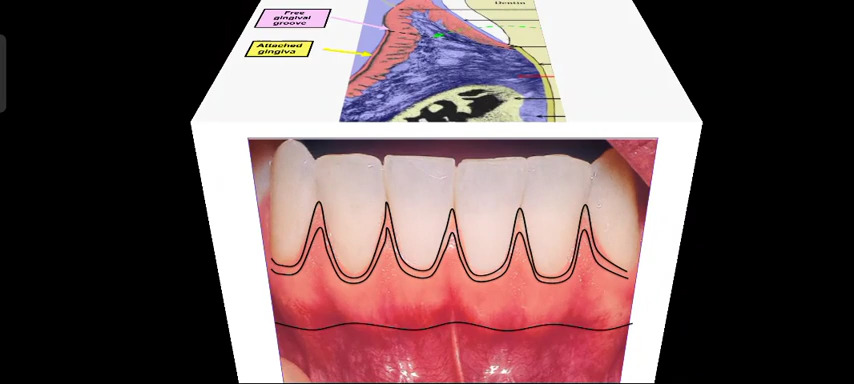 Dentin
Free
gingival
groove
Attached
gingiva